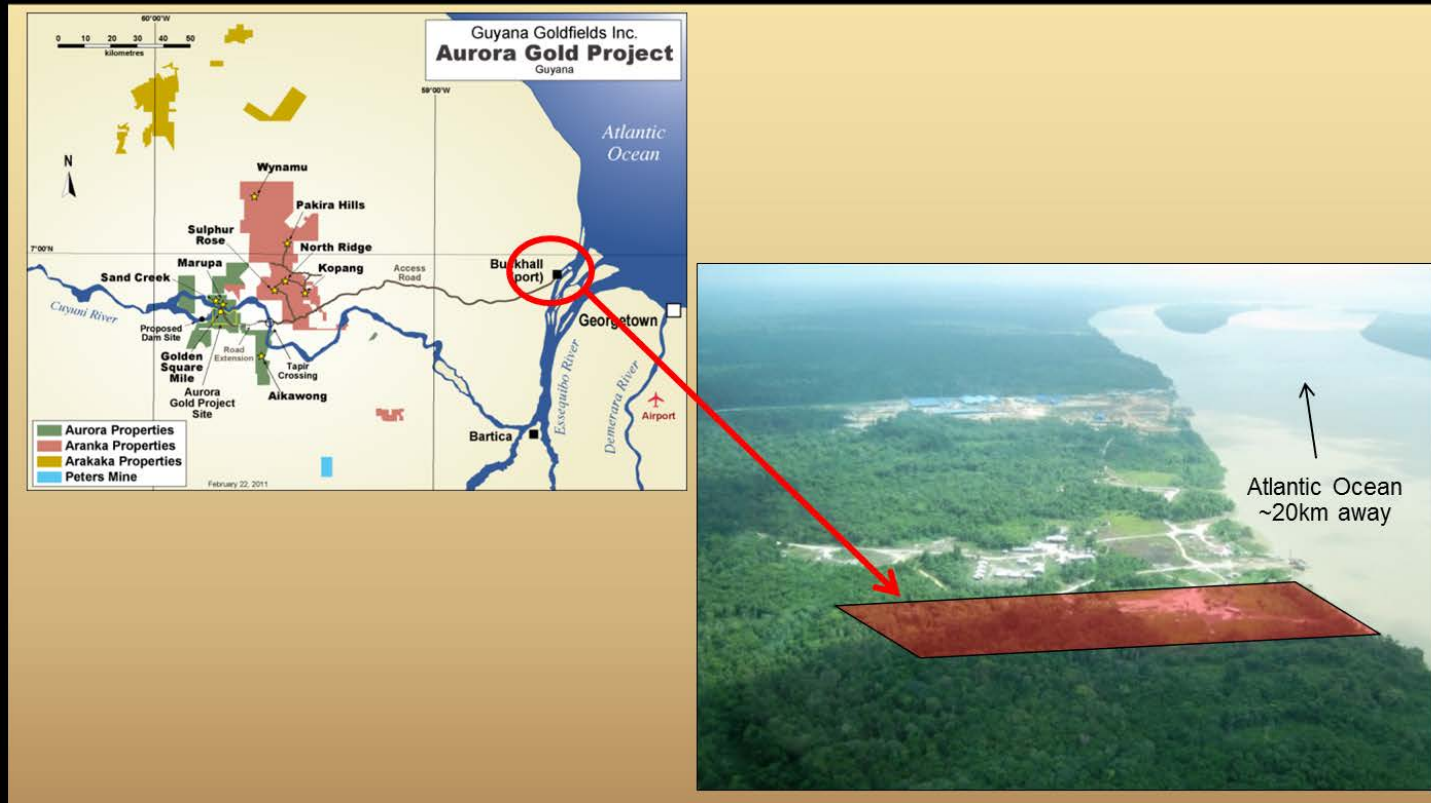 Guyana Goldfields Inc.
Aurora Gold Project
Guyana
60°00'W
0 10 20 30 40 50
kilometres
59°00'W
Atlantic
Ocean
N
Wynamu
Pakira Hills
Sulphur
Rose
North Ridge
7°00'N
Marupa
Kopang
Sand Creek
Access
Road
port)
Cuyuni River
Georgetown
Proposed
Dam Site
Road
Extension
Tapir
Crossing
Golden
Square
Mile
Aurora
Gold Project
Site
Aikawong
Essequibo River
Demerara River
Airport
Bartica
Aurora Properties
Aranka Properties
Arakaka Properties
Peters Mine
February 22, 2011
Atlantic Ocean
~20km away